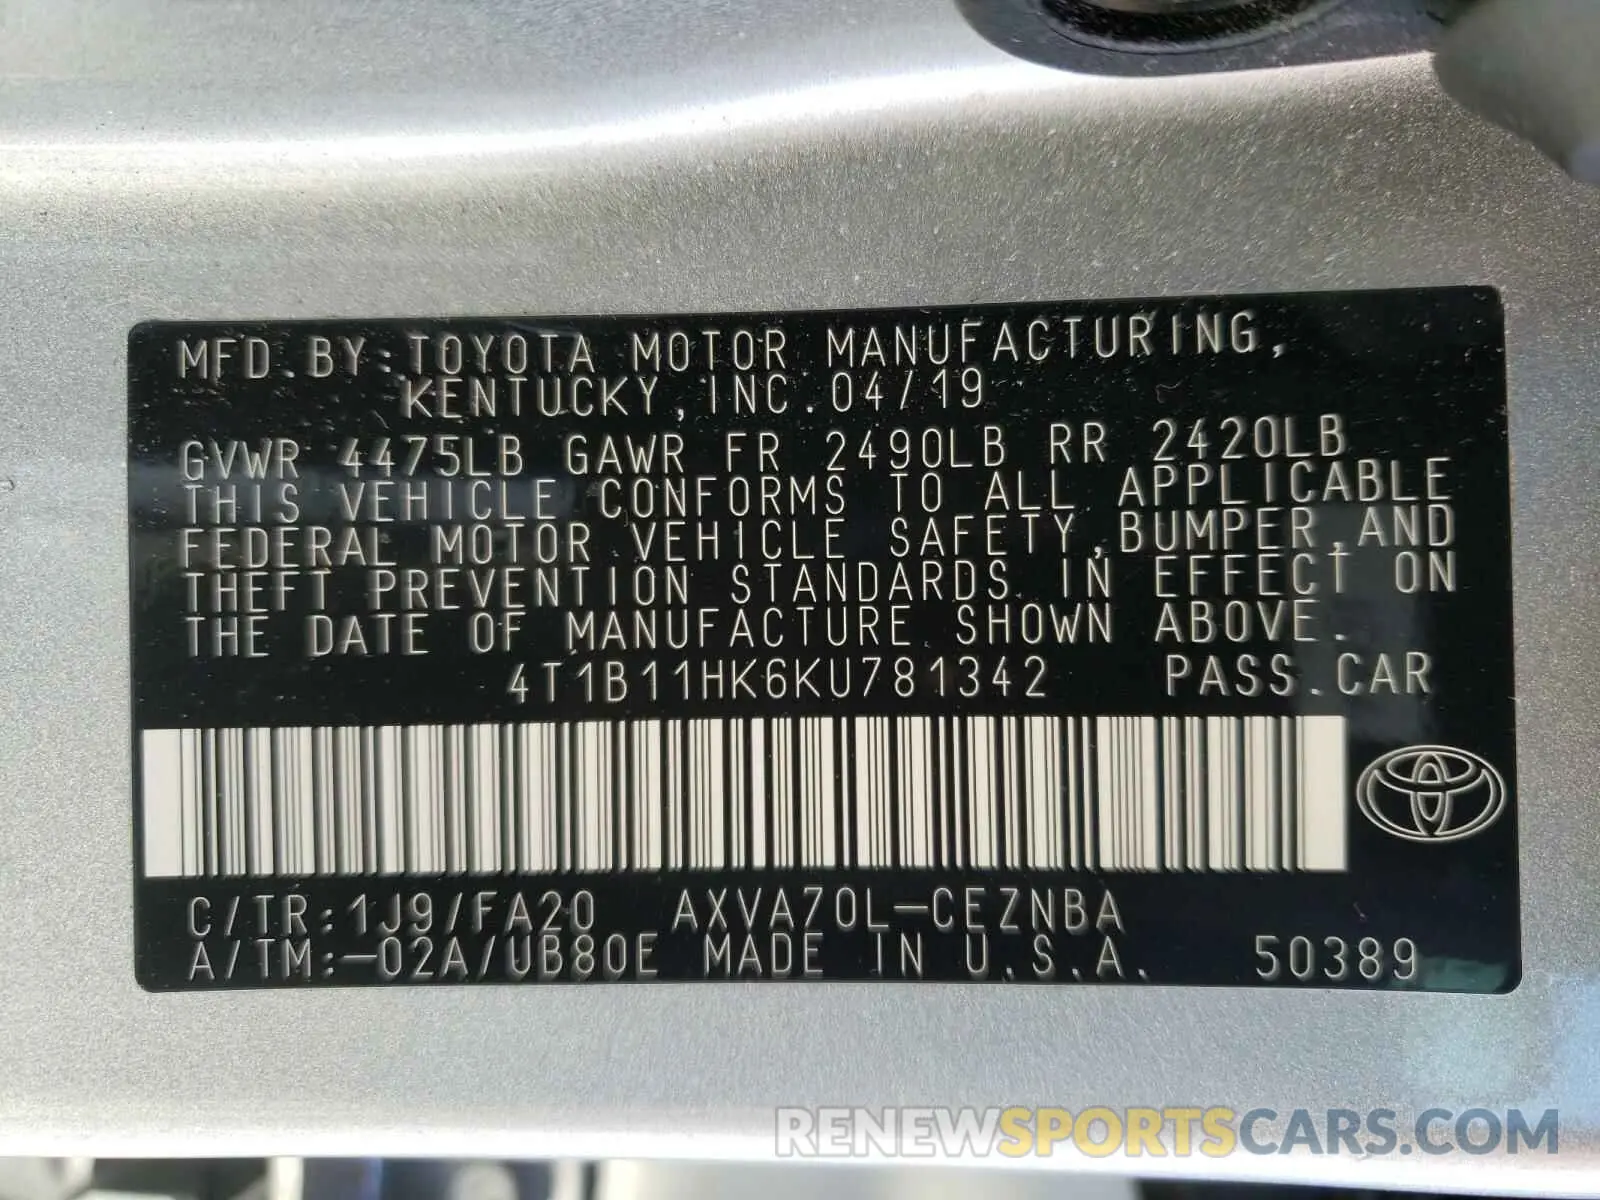 MFD.BY:TOYOTA MOTOR MANUFACTURING,
KENTUCKY,INC.04/19
GVWR 4475LB GAWR FR 2490LB RR 2420LB
THIS VEHICLE CONFORMS TO ALL APPLICABLE
FEDERAL MOTOR VEHICLE SAFETY,BUMPER,AND
THEFT PREVENTION STANDARDS IN EFFECT ON
THE DATE OF MANUFACTURE SHOWN ABOVE.
4T1B11HK6KU781342 PASS.CAR
C/TR:1J9/FA20 AXVA70L-CEZNBA
A/TM:-02A/UB80E MADE IN U.S.A. 50389
RENEWSPORTSCARS.COM